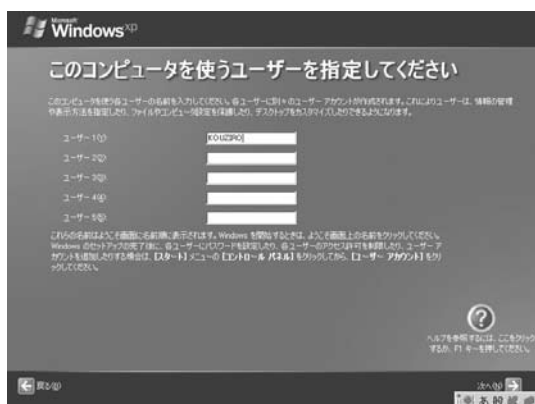 Microsoft
Windows xp
このコンピュータを使うユーザーを指定してください
このコンピュータを使う各ユーザーの名前を入力してください。各ユーザーに別々のユーザー アカウントが作成されます。これによりユーザーは、情報の管理
や表示方法を指定したり、ファイルやコンピュータ設定を保護したり、デスクトップをカスタマイズしたりできるようになります。
ユーザー 1(Y)
KOUZIRO
ユーザー 2(2)
ユーザー 3(3)
ユーザー 4(4)
ユーザー 5(5)
これらの名前はようこそ画面に名前順に表示されます。Windows を開始するときは、ようこそ画面上の名前をクリックしてください。
Windows のセットアップの完了後に、各ユーザーにパスワードを設定したり、各ユーザーのアクセス許可を制限したり、ユーザー ア
カウントを追加したりする場合は、[スタート] メニューの [コントロール パネル] をクリックしてから、[ユーザー アカウント] をクリ
ックしてください。
ヘルプを参照するには、ここをクリック
するか、F1 キーを押してください。
戻る(B)
次へ(N)
あ 般